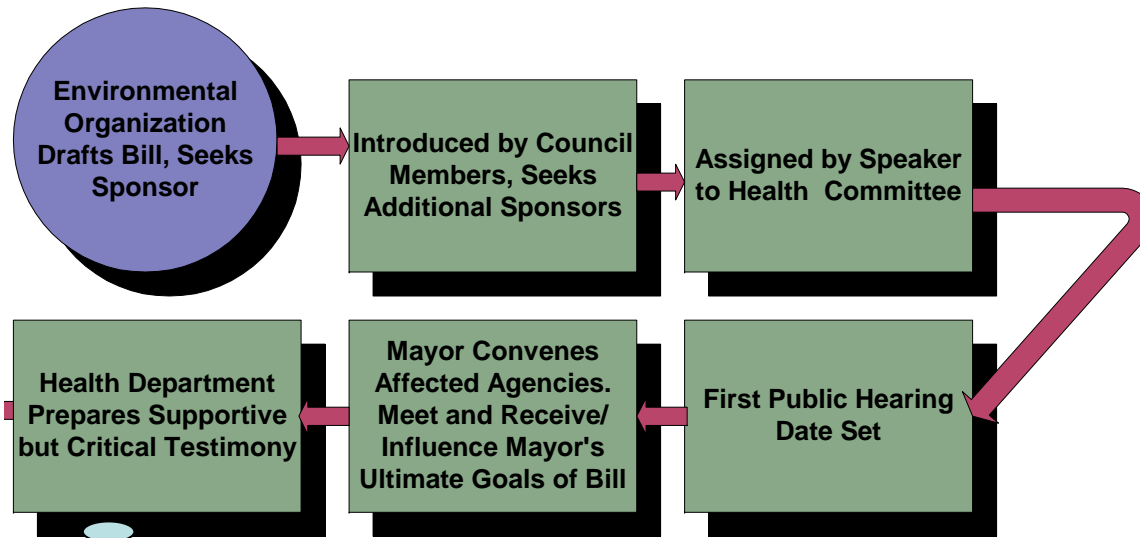 Environmental
Organization
Drafts Bill, Seeks
Sponsor
Introduced by Council
Members, Seeks
Additional Sponsors
Assigned by Speaker
to Health Committee
First Public Hearing
Date Set
Mayor Convenes
Affected Agencies.
Meet and Receive/
Influence Mayor's
Ultimate Goals of Bill
Health Department
Prepares Supportive
but Critical Testimony